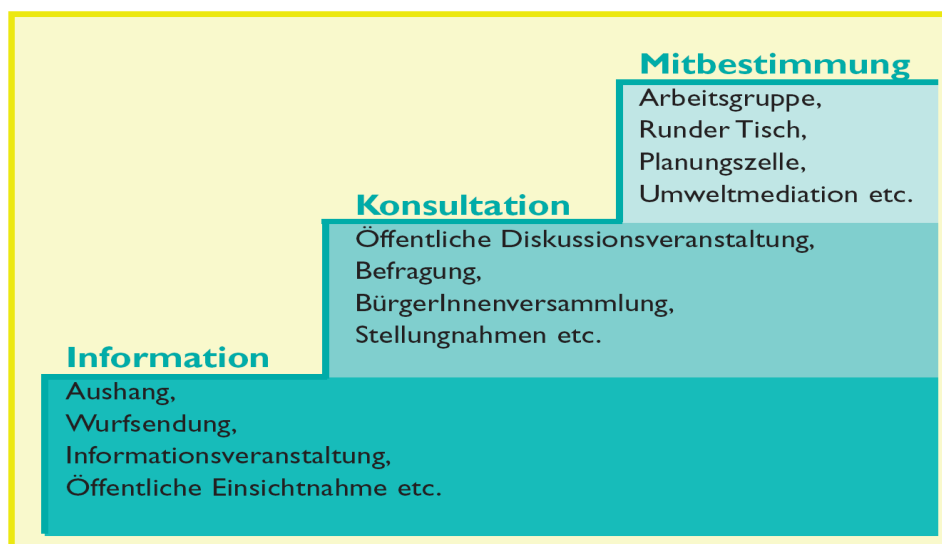 Mitbestimmung
Arbeitsgruppe,
Runder Tisch,
Planungszelle,
Umweltmediation etc.
Konsultation
Öffentliche Diskussionsveranstaltung,
Befragung,
BürgerInnenversammlung,
Stellungnahmen etc.
Information
Aushang,
Wurfsendung,
Informationsveranstaltung,
Öffentliche Einsichtnahme etc.